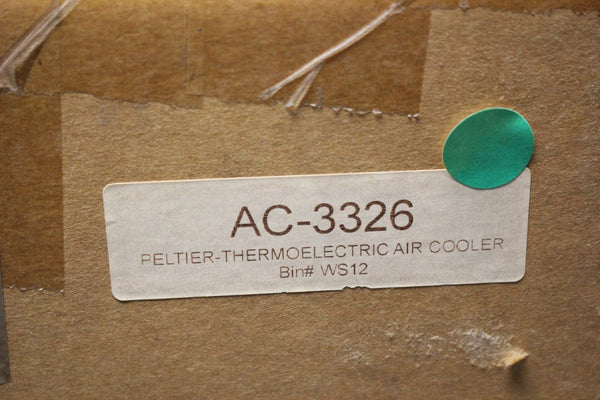 AC-3326
PELTIER-THERMOELECTRIC AIR COOLER
Bin# WS12